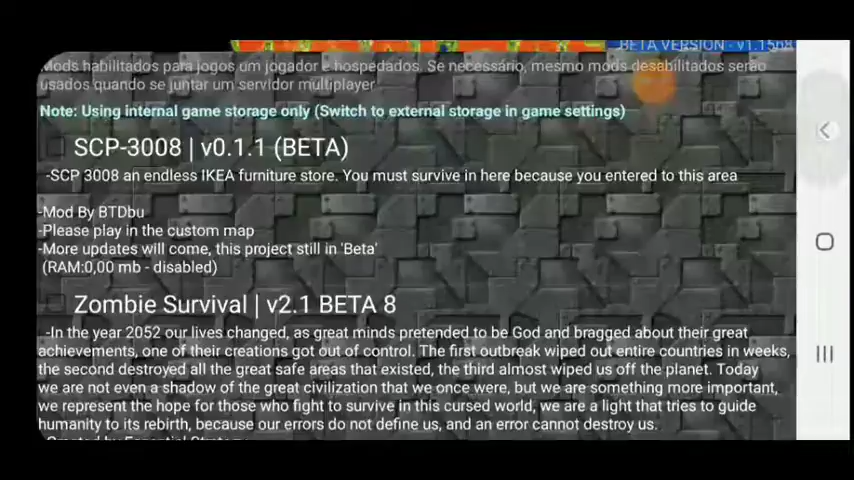 BETA VERSION - v1.15h8
Mods habilitados para jogos um jogador e hospedados. Se necessário, mesmo mods desabilitados serão
usados quando se juntar um servidor multiplayer
Note: Using internal game storage only (Switch to external storage in game settings)
SCP-3008 | v0.1.1 (BETA)
-SCP 3008 an endless IKEA furniture store. You must survive in here because you entered to this area
-Mod By BTDbu
-Please play in the custom map
-More updates will come, this project still in 'Beta'
(RAM:0,00 mb - disabled)
Zombie Survival | v2.1 BETA 8
-In the year 2052 our lives changed, as great minds pretended to be God and bragged about their great
achievements, one of their creations got out of control. The first outbreak wiped out entire countries in weeks,
the second destroyed all the great safe areas that existed, the third almost wiped us off the planet. Today
we are not even a shadow of the great civilization that we once were, but we are something more important,
we represent the hope for those who fight to survive in this cursed world, we are a light that tries to guide
humanity to its rebirth, because our errors do not define us, and an error cannot destroy us.
-Created by Essential Strategy